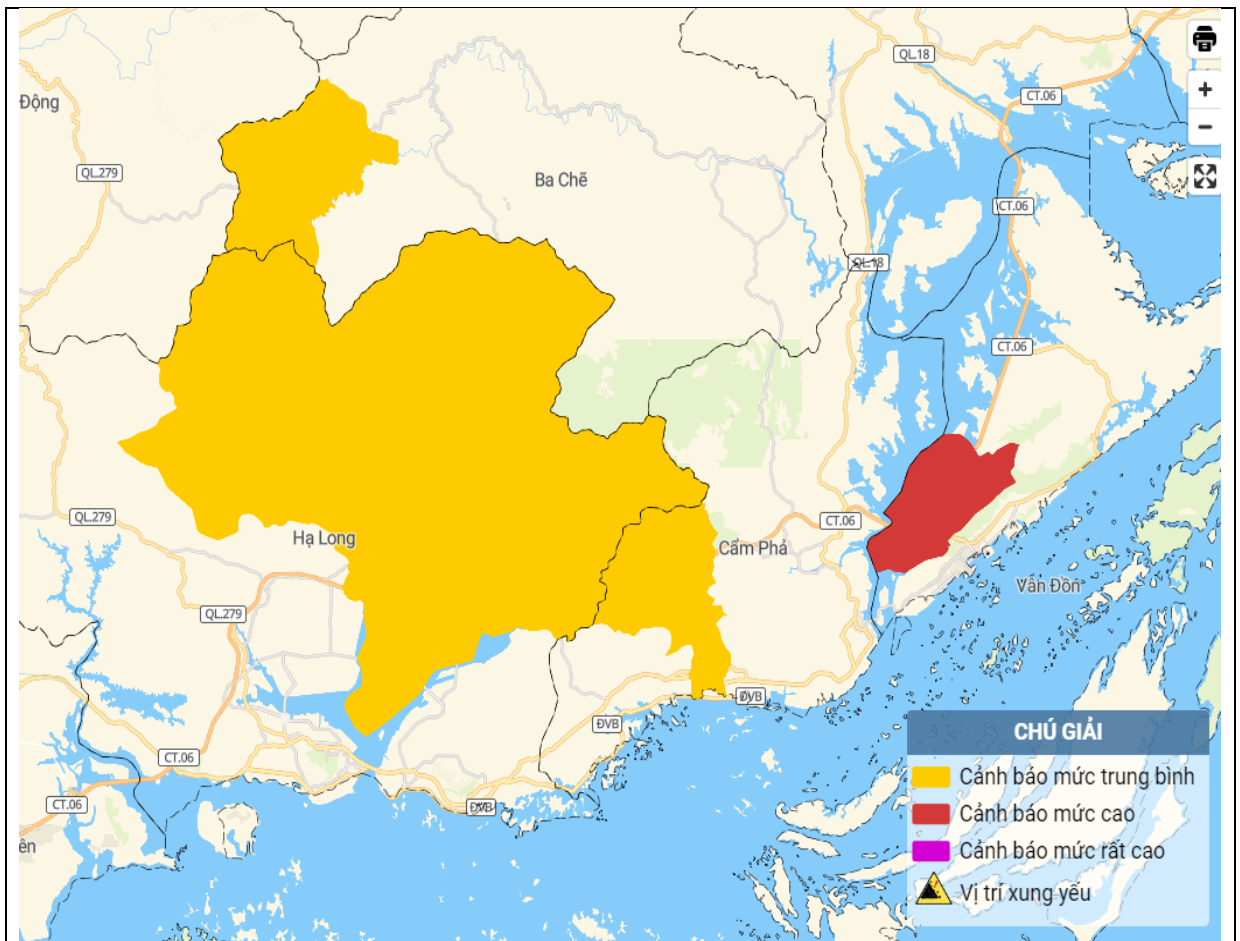 QL.18
CT.06
Động
QL.279
Ba Chẽ
CT.06
QL.18
CT.06
QL.279
CT.06
Hạ Long
Cẩm Phả
Vân Đồn
QL.279
ĐVB
ĐVB
CT.06
CT.06
ĐVB
ên
CHÚ GIẢI
Cảnh báo mức trung bình
Cảnh báo mức cao
Cảnh báo mức rất cao
Vị trí xung yếu